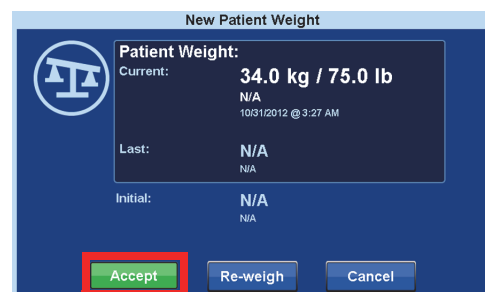 New Patient Weight
Patient Weight:
Current: 34.0 kg / 75.0 lb
N/A
10/31/2012 @ 3:27 AM
Last: N/A
N/A
Initial: N/A
N/A
Accept Re-weigh Cancel